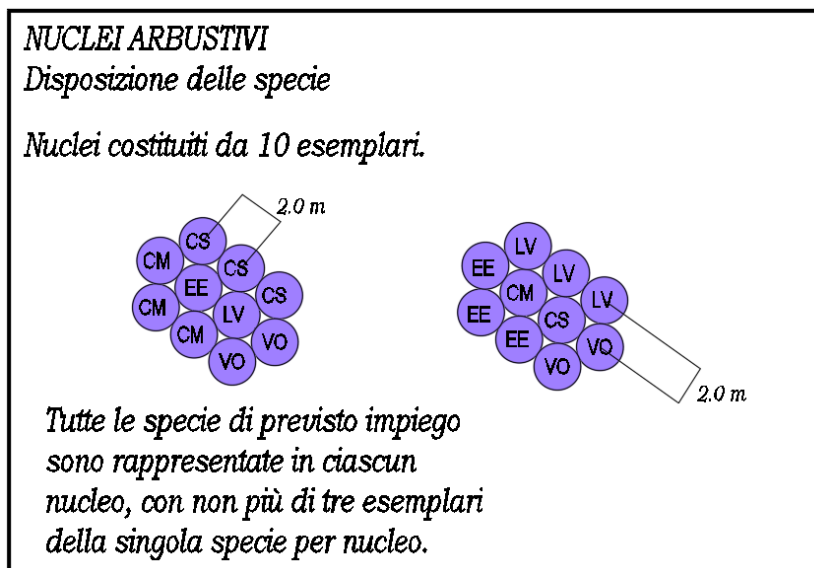 NUCLEI ARBUSTIVI
Disposizione delle specie
Nuclei costituiti da 10 esemplari.
2.0 m
CS
CM
CS
EE
CS
CM
LV
CM
VO
VO
LV
EE
LV
CM
LV
EE
CS
EE
VO
VO
2.0 m
Tutte le specie di previsto impiego
sono rappresentate in ciascun
nucleo, con non più di tre esemplari
della singola specie per nucleo.